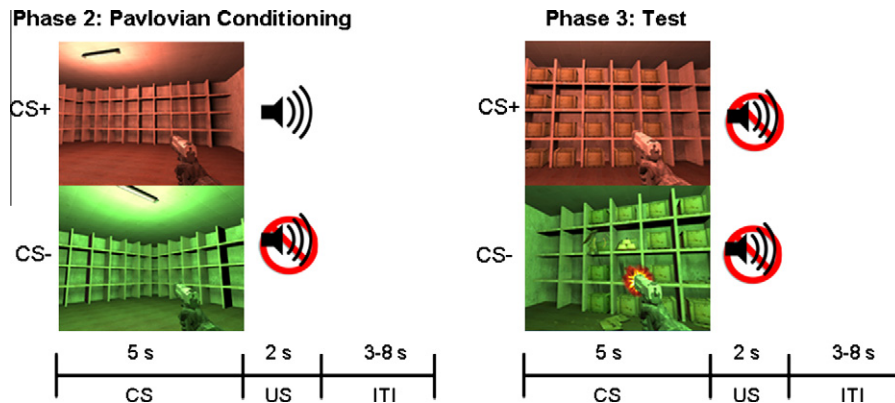 Phase 2: Pavlovian Conditioning
CS+
CS-
5 s 2 s 3-8 s
CS US ITI
Phase 3: Test
CS+
CS-
5 s 2 s 3-8 s
CS US ITI